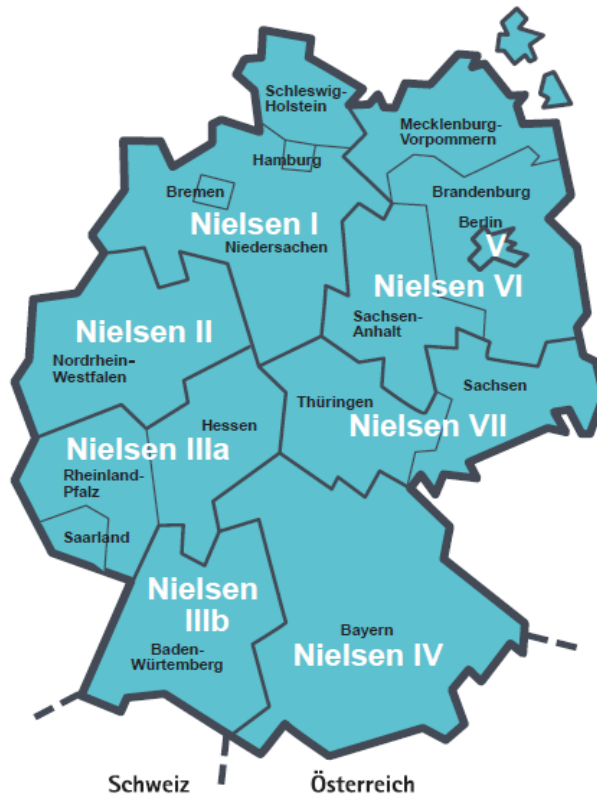 Schleswig-
Holstein
Mecklenburg-
Vorpommern
Hamburg
Bremen
Brandenburg
Nielsen I
Berlin
V
Niedersachen
Nielsen VI
Sachsen-
Anhalt
Nielsen II
Nordrhein-
Westfalen
Sachsen
Thüringen
Hessen
Nielsen VII
Nielsen IIIa
Rheinland-
Pfalz
Saarland
Nielsen
IIIb
Baden-
Würtemberg
Bayern
Nielsen IV
Schweiz
Österreich